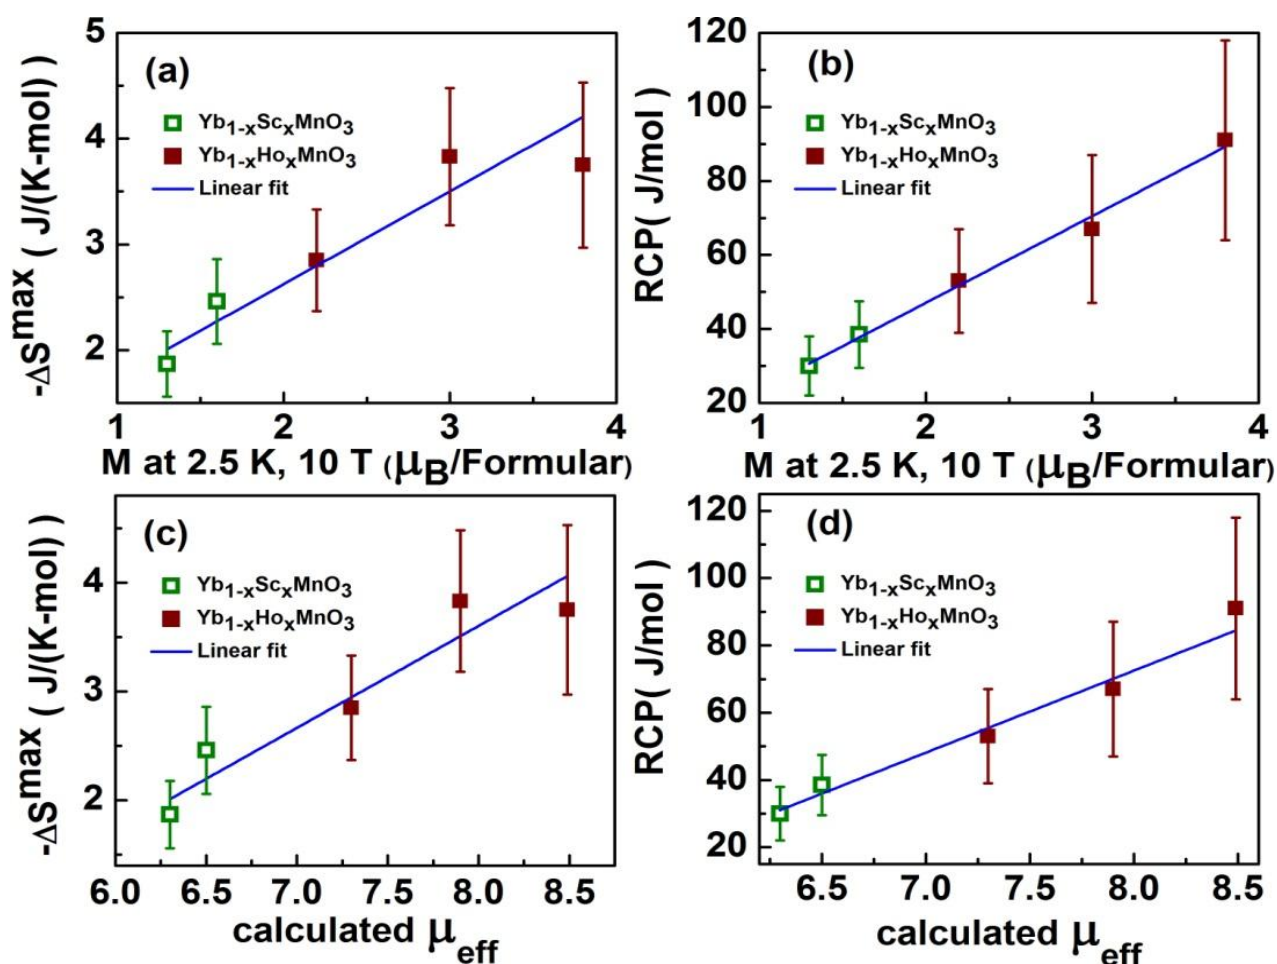 (a)
-ΔSmax ( J/(K-mol) )
5
4
3
2
Yb1-xScxMnO3
Yb1-xHoxMnO3
Linear fit
1 2 3 4
M at 2.5 K, 10 T (μB/Formular)
(b)
RCP( J/mol)
120
100
80
60
40
20
Yb1-xScxMnO3
Yb1-xHoxMnO3
Linear fit
1 2 3 4
M at 2.5 K, 10 T (μB/Formular)
(c)
-ΔSmax ( J/(K-mol) )
4
3
2
Yb1-xScxMnO3
Yb1-xHoxMnO3
Linear fit
6.0 6.5 7.0 7.5 8.0 8.5
calculated μeff
(d)
RCP( J/mol)
120
100
80
60
40
20
Yb1-xScxMnO3
Yb1-xHoxMnO3
Linear fit
6.5 7.0 7.5 8.0 8.5
calculated μeff